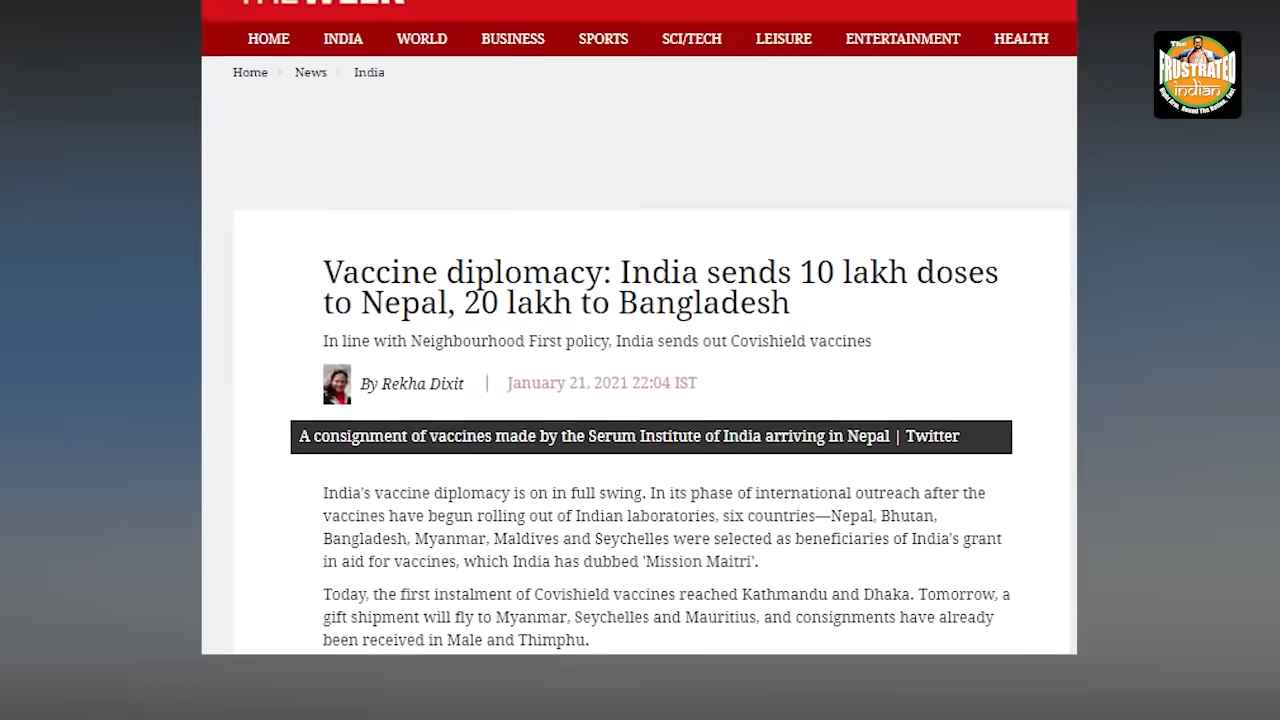 THE WEEK
HOME INDIA WORLD BUSINESS SPORTS SCI/TECH LEISURE ENTERTAINMENT HEALTH
Home News India
The
FRUSTRATED
indian
Vaccine diplomacy: India sends 10 lakh doses
to Nepal, 20 lakh to Bangladesh
In line with Neighbourhood First policy, India sends out Covishield vaccines
By Rekha Dixit | January 21, 2021 22:04 IST
A consignment of vaccines made by the Serum Institute of India arriving in Nepal | Twitter
India's vaccine diplomacy is on in full swing. In its phase of international outreach after the
vaccines have begun rolling out of Indian laboratories, six countries—Nepal, Bhutan,
Bangladesh, Myanmar, Maldives and Seychelles were selected as beneficiaries of India's grant
in aid for vaccines, which India has dubbed 'Mission Maitri'.
Today, the first instalment of Covishield vaccines reached Kathmandu and Dhaka. Tomorrow, a
gift shipment will fly to Myanmar, Seychelles and Mauritius, and consignments have already
been received in Male and Thimphu.